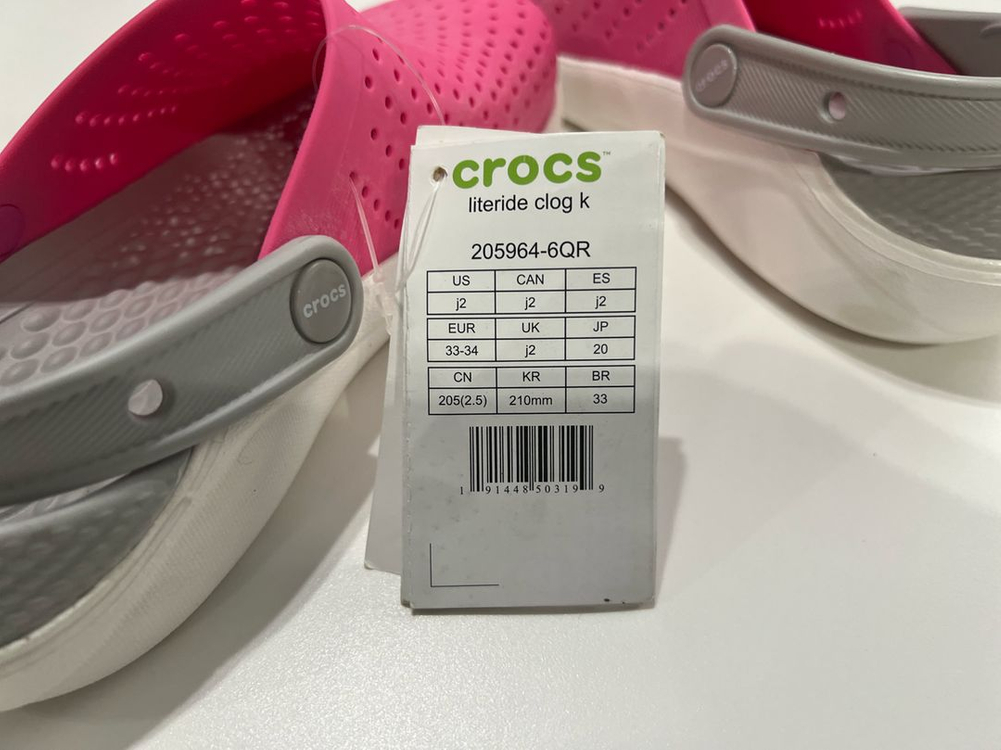 crocs™
literide clog k
205964-6QR
US CAN ES
j2 j2 j2
EUR UK JP
33-34 j2 20
CN KR BR
205(2.5) 210mm 33
1 91448 50319 9
crocs
crocs